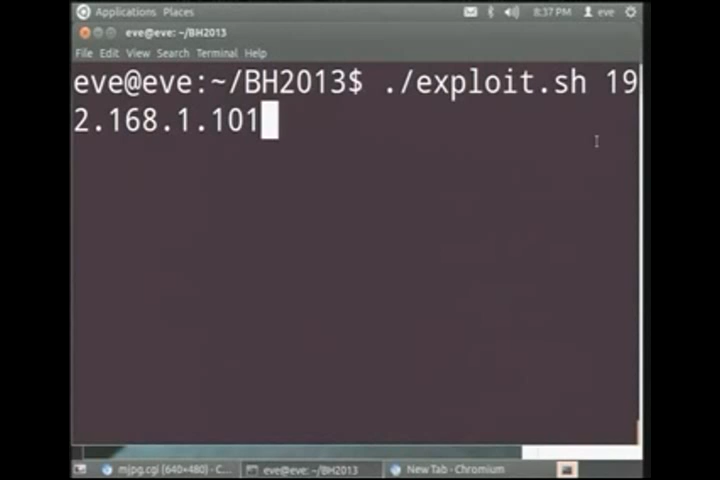 Applications Places
8:37 PM eve
eve@eve: ~/BH2013
File Edit View Search Terminal Help
eve@eve:~/BH2013$ ./exploit.sh 19
2.168.1.101
mjpg.cgi (640×480) - C...
eve@eve: ~/BH2013
New Tab - Chromium